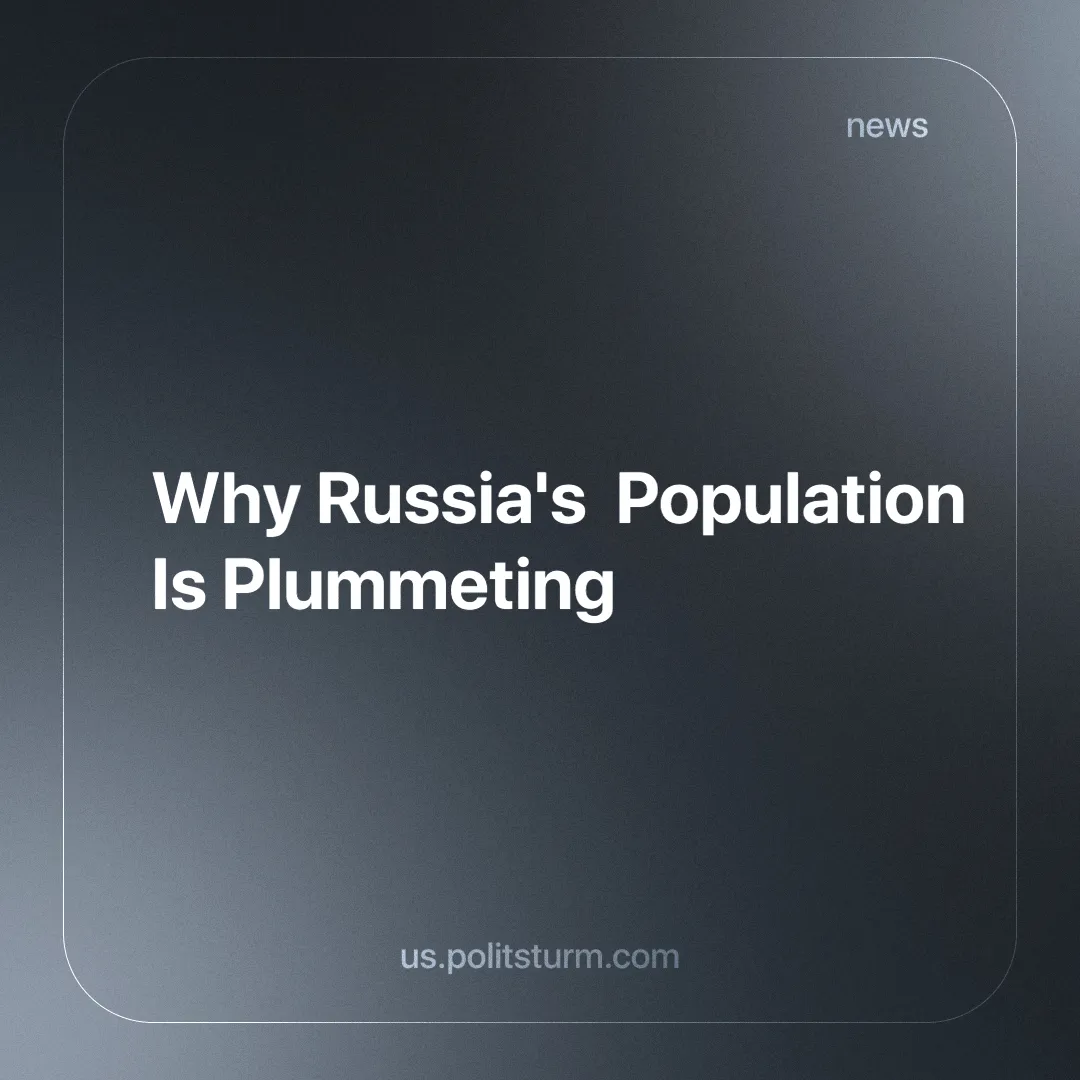 news
Why Russia's  Population
Is Plummeting
us.politsturm.com